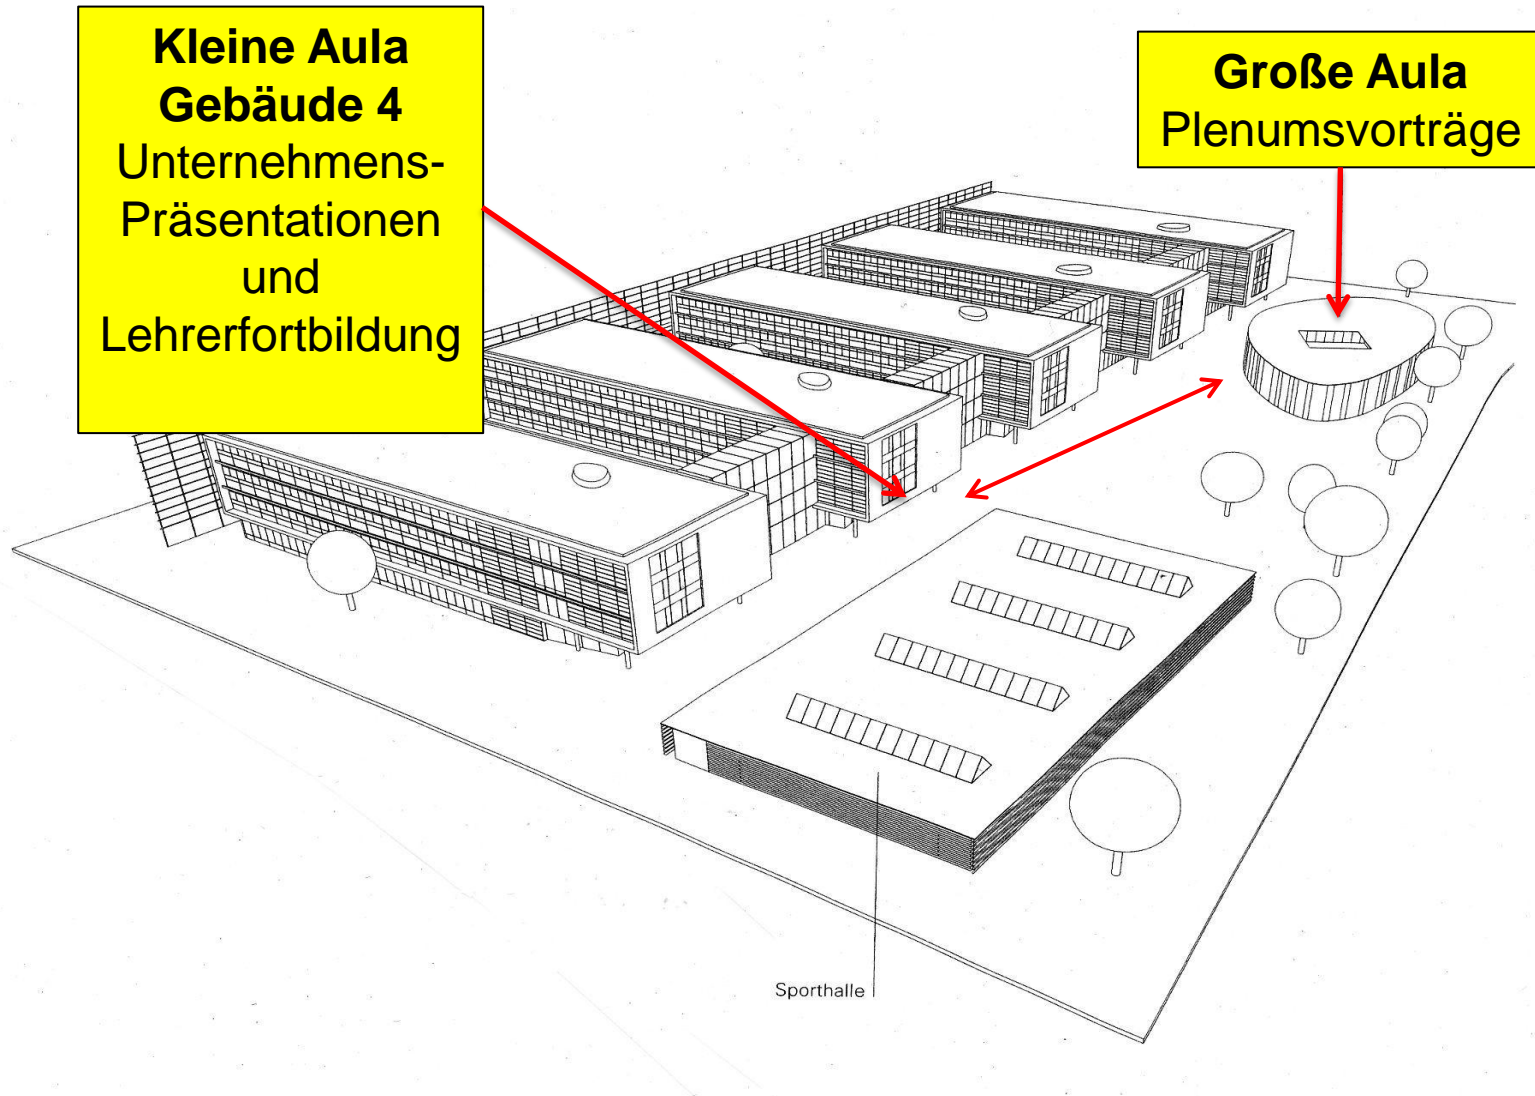 Kleine Aula
Gebäude 4
Unternehmens-
Präsentationen
und
Lehrerfortbildung
Große Aula
Plenumsvorträge
Sporthalle